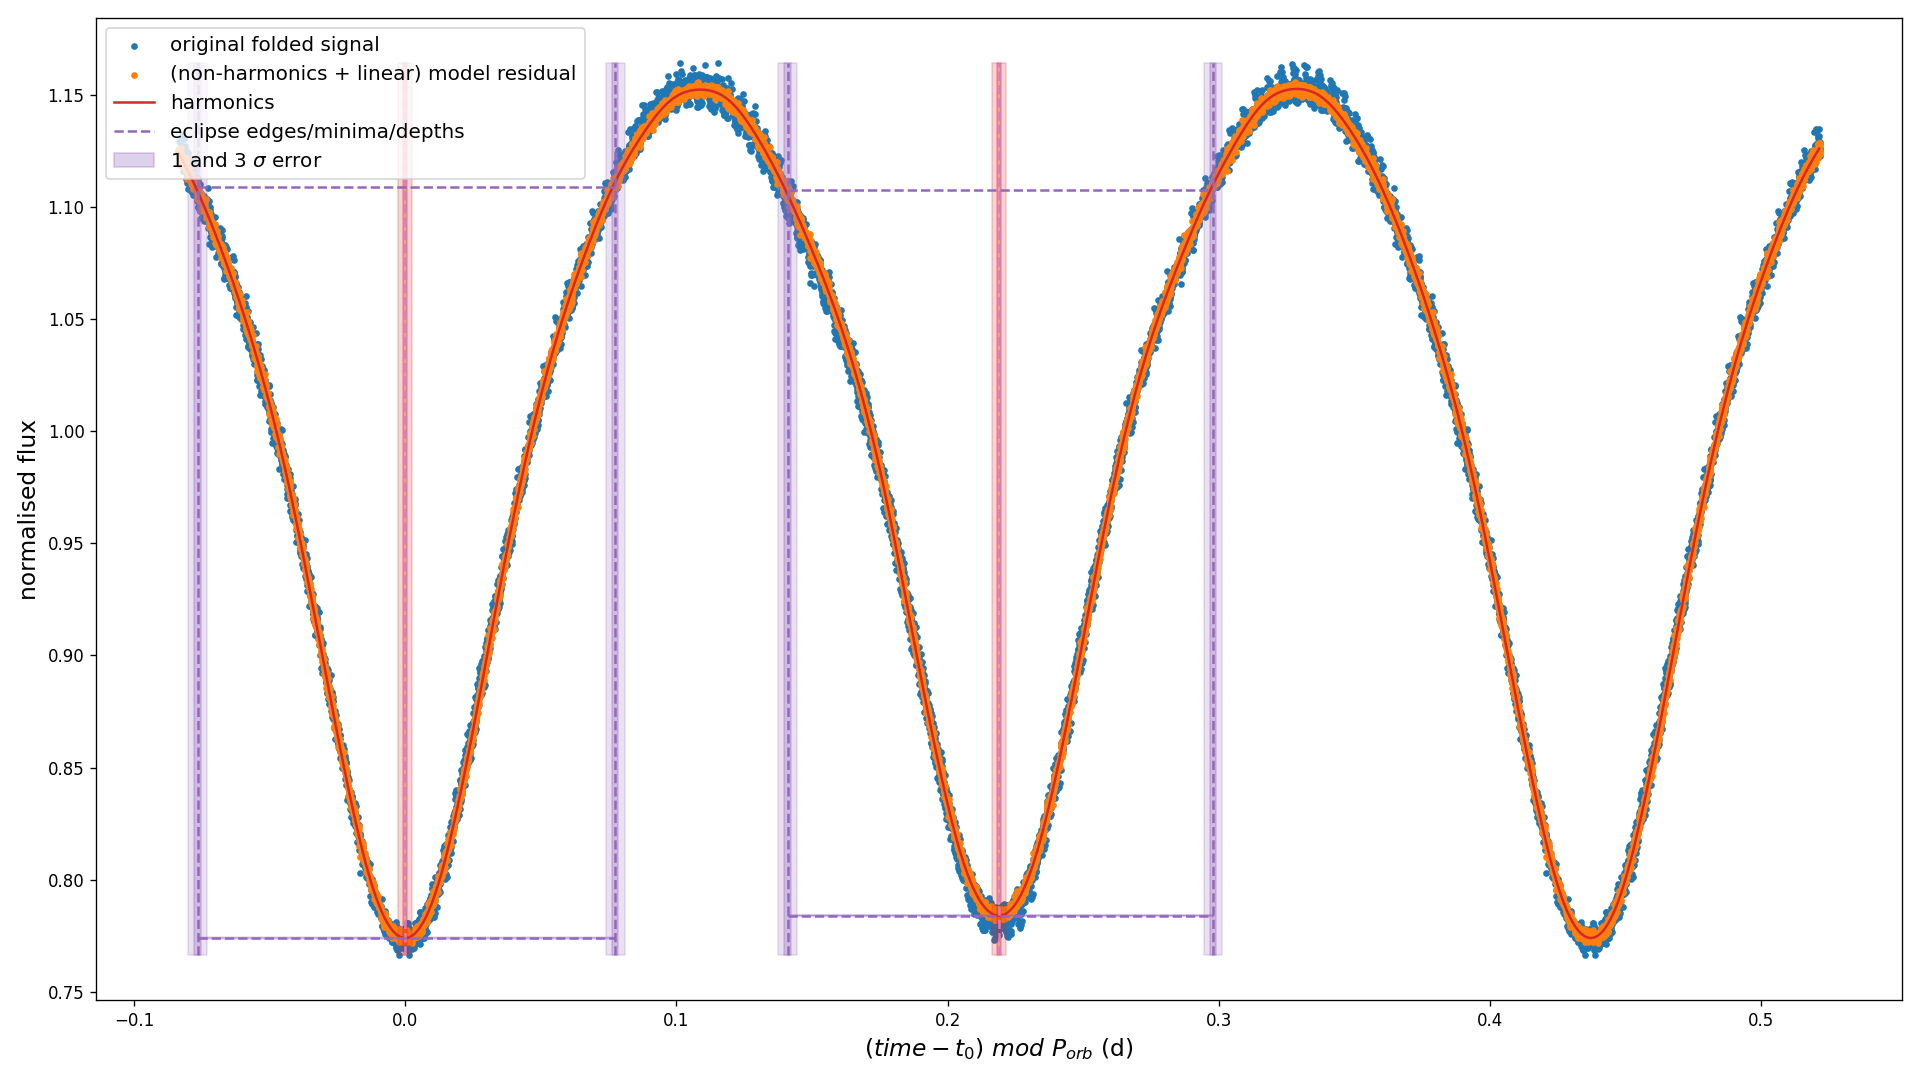 original folded signal
(non-harmonics + linear) model residual
harmonics
eclipse edges/minima/depths
1 and 3 σ error
normalised flux
1.15
1.10
1.05
1.00
0.95
0.90
0.85
0.80
0.75
−0.1
0.0
0.1
0.2
0.3
0.4
0.5
(time − t₀) mod P_orb (d)